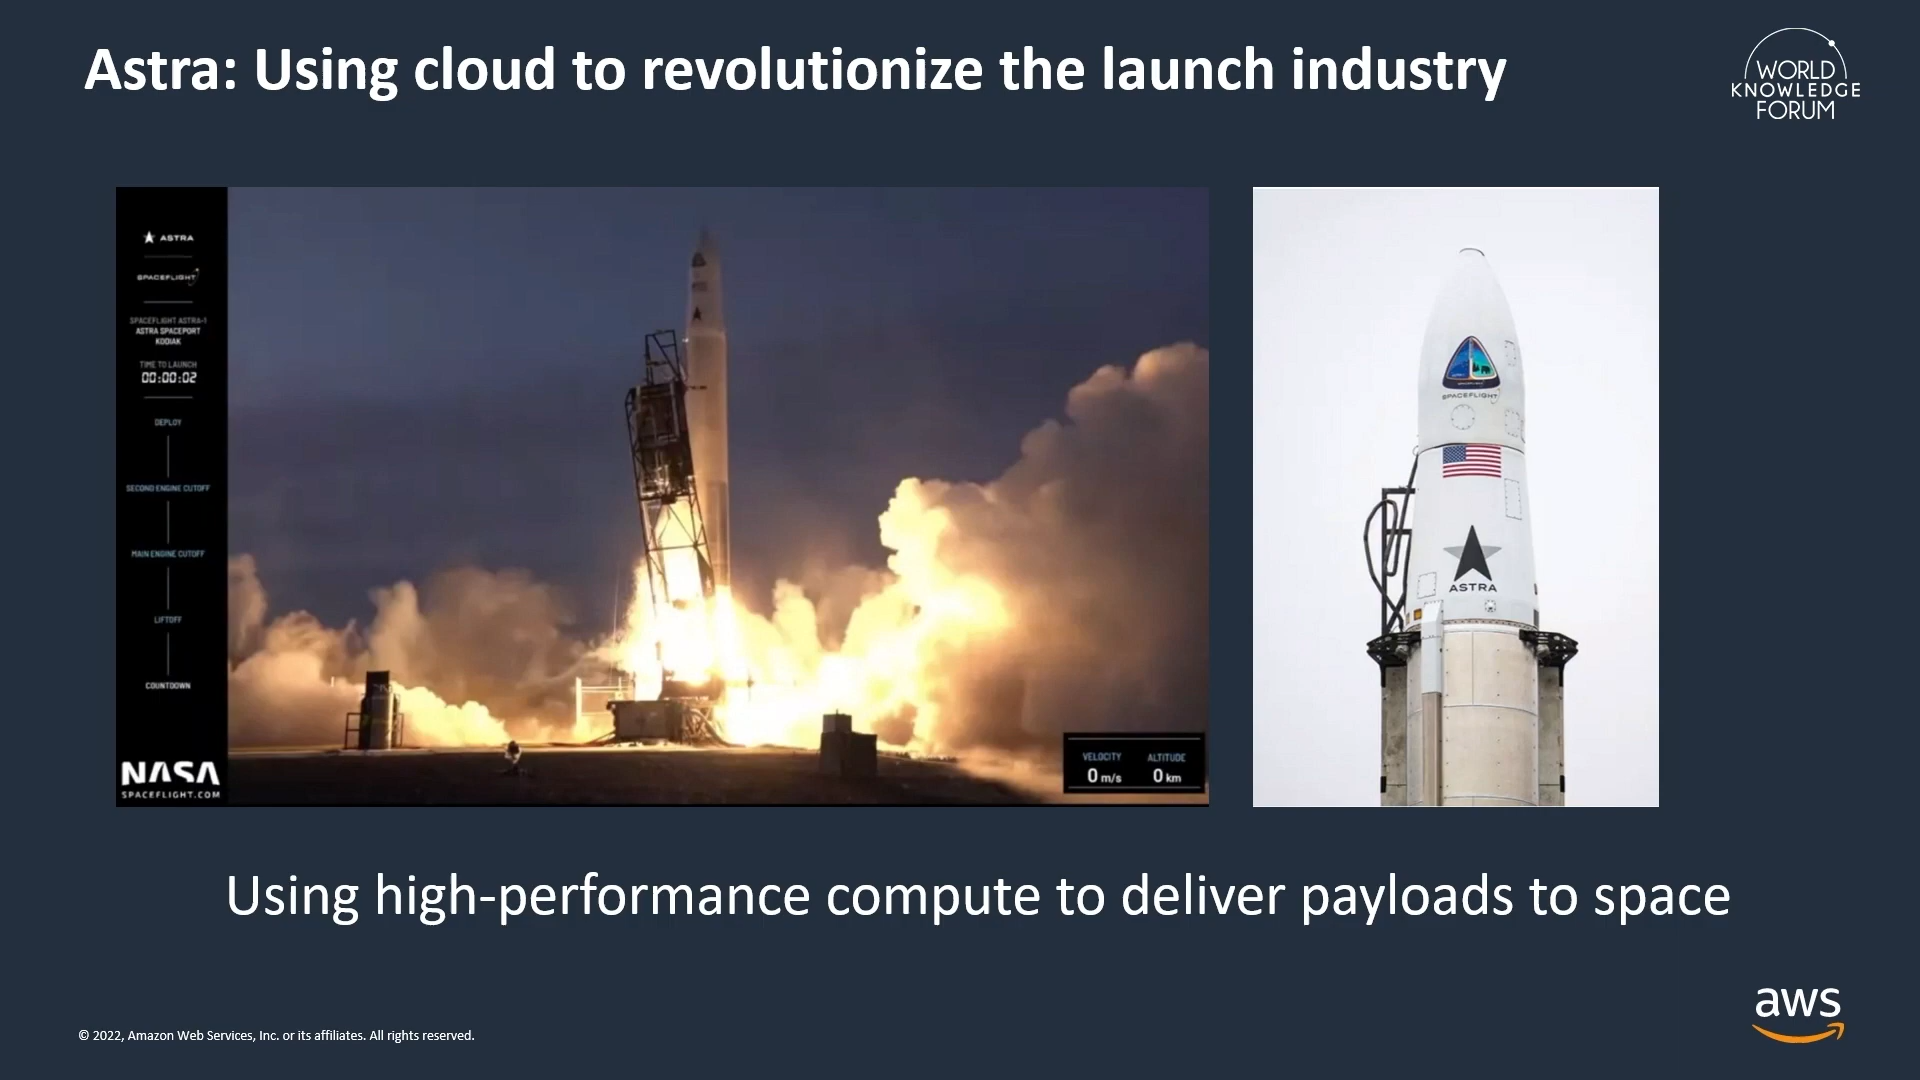 Astra: Using cloud to revolutionize the launch industry
WORLD
KNOWLEDGE
FORUM
ASTRA
SPACEFLIGHT
SPACEFLIGHT ASTRA-1
ASTRA SPACEPORT
KODIAK
TIME TO LAUNCH
00:00:02
DEPLOY
SECOND ENGINE CUTOFF
MAIN ENGINE CUTOFF
LIFTOFF
COUNTDOWN
NASA
SPACEFLIGHT.COM
VELOCITY ALTITUDE
0 m/s 0 km
SPACEFLIGHT
ASTRA
Using high-performance compute to deliver payloads to space
© 2022, Amazon Web Services, Inc. or its affiliates. All rights reserved.
aws